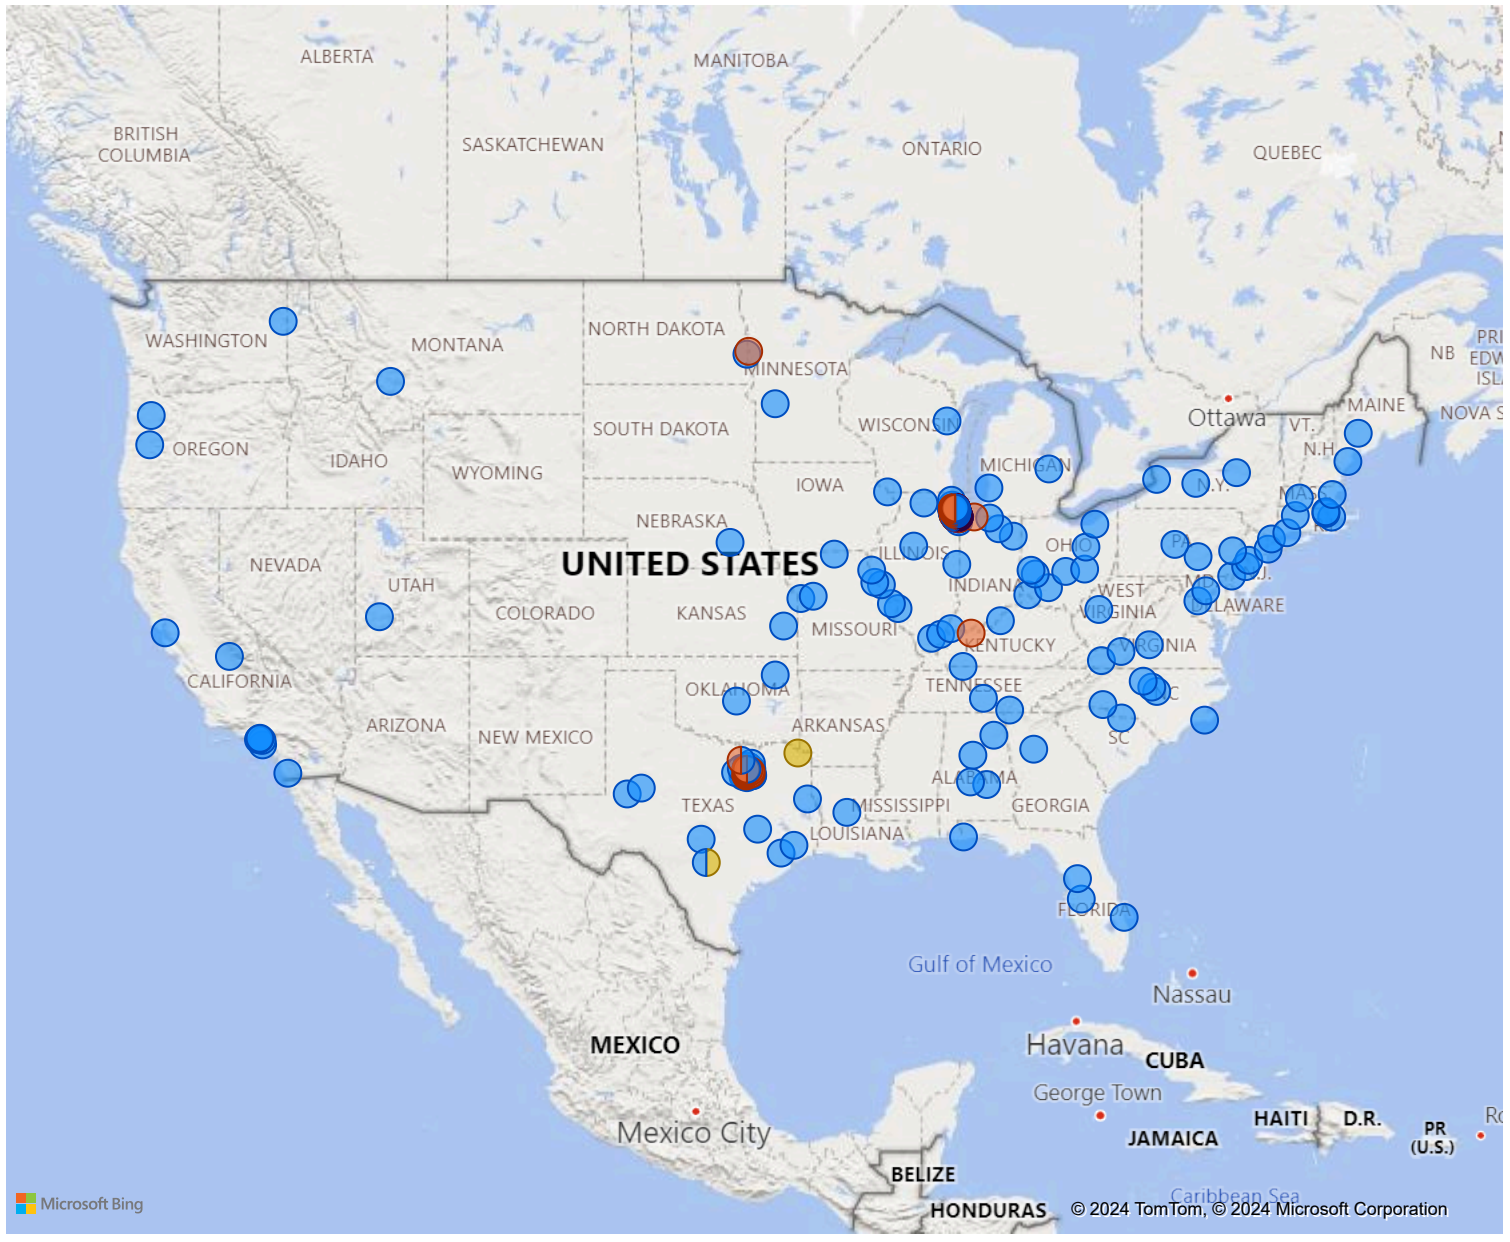 ALBERTA
MANITOBA
BRITISH
COLUMBIA
SASKATCHEWAN
ONTARIO
QUEBEC
WASHINGTON
MONTANA
NORTH DAKOTA
MINNESOTA
NB
OREGON
IDAHO
WYOMING
SOUTH DAKOTA
WISCONSIN
MICHIGAN
Ottawa
VT.
MAINE
N.H.
NOVA S
IOWA
N.Y.
MASS
NEBRASKA
UNITED STATES
ILLINOIS
OHIO
PA
NEVADA
UTAH
COLORADO
KANSAS
MISSOURI
INDIANA
WEST
VIRGINIA
MD
N.J.
DELAWARE
KENTUCKY
VIRGINIA
CALIFORNIA
ARIZONA
NEW MEXICO
OKLAHOMA
ARKANSAS
TENNESSEE
SC
TEXAS
LOUISIANA
MISSISSIPPI
ALABAMA
GEORGIA
FLORIDA
Gulf of Mexico
Nassau
MEXICO
Havana
CUBA
George Town
Mexico City
JAMAICA
HAITI
D.R.
PR
(U.S.)
BELIZE
HONDURAS
Caribbean Sea
Microsoft Bing
© 2024 TomTom, © 2024 Microsoft Corporation